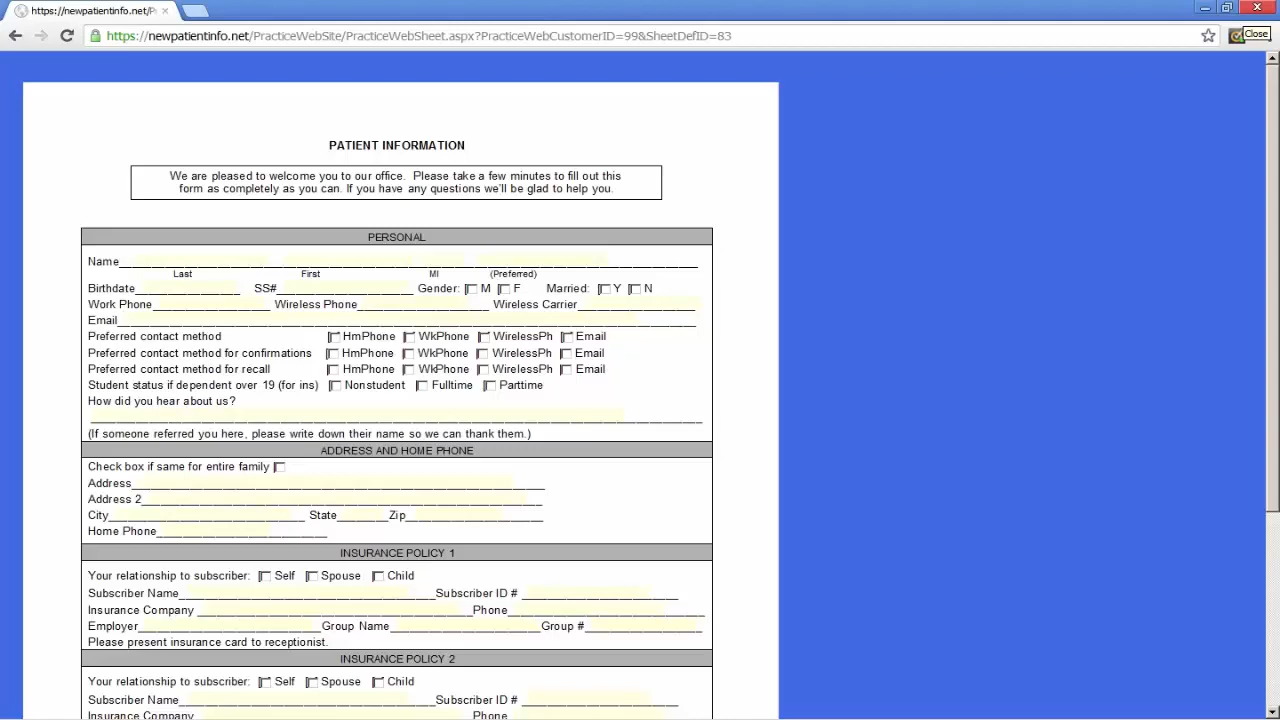 https://newpatientinfo.net/P
https://newpatientinfo.net/PracticeWebSite/PracticeWebSheet.aspx?PracticeWebCustomerID=99&SheetDefID=83
Close
PATIENT INFORMATION
We are pleased to welcome you to our office. Please take a few minutes to fill out this
form as completely as you can. If you have any questions we'll be glad to help you.
PERSONAL
Name
Last First MI (Preferred)
Birthdate SS# Gender: M F Married: Y N
Work Phone Wireless Phone Wireless Carrier
Email
Preferred contact method HmPhone WkPhone WirelessPh Email
Preferred contact method for confirmations HmPhone WkPhone WirelessPh Email
Preferred contact method for recall HmPhone WkPhone WirelessPh Email
Student status if dependent over 19 (for ins) Nonstudent Fulltime Parttime
How did you hear about us?
(If someone referred you here, please write down their name so we can thank them.)
ADDRESS AND HOME PHONE
Check box if same for entire family
Address
Address 2
City State Zip
Home Phone
INSURANCE POLICY 1
Your relationship to subscriber: Self Spouse Child
Subscriber Name Subscriber ID #
Insurance Company Phone
Employer Group Name Group #
Please present insurance card to receptionist.
INSURANCE POLICY 2
Your relationship to subscriber: Self Spouse Child
Subscriber Name Subscriber ID #
Insurance Company Phone